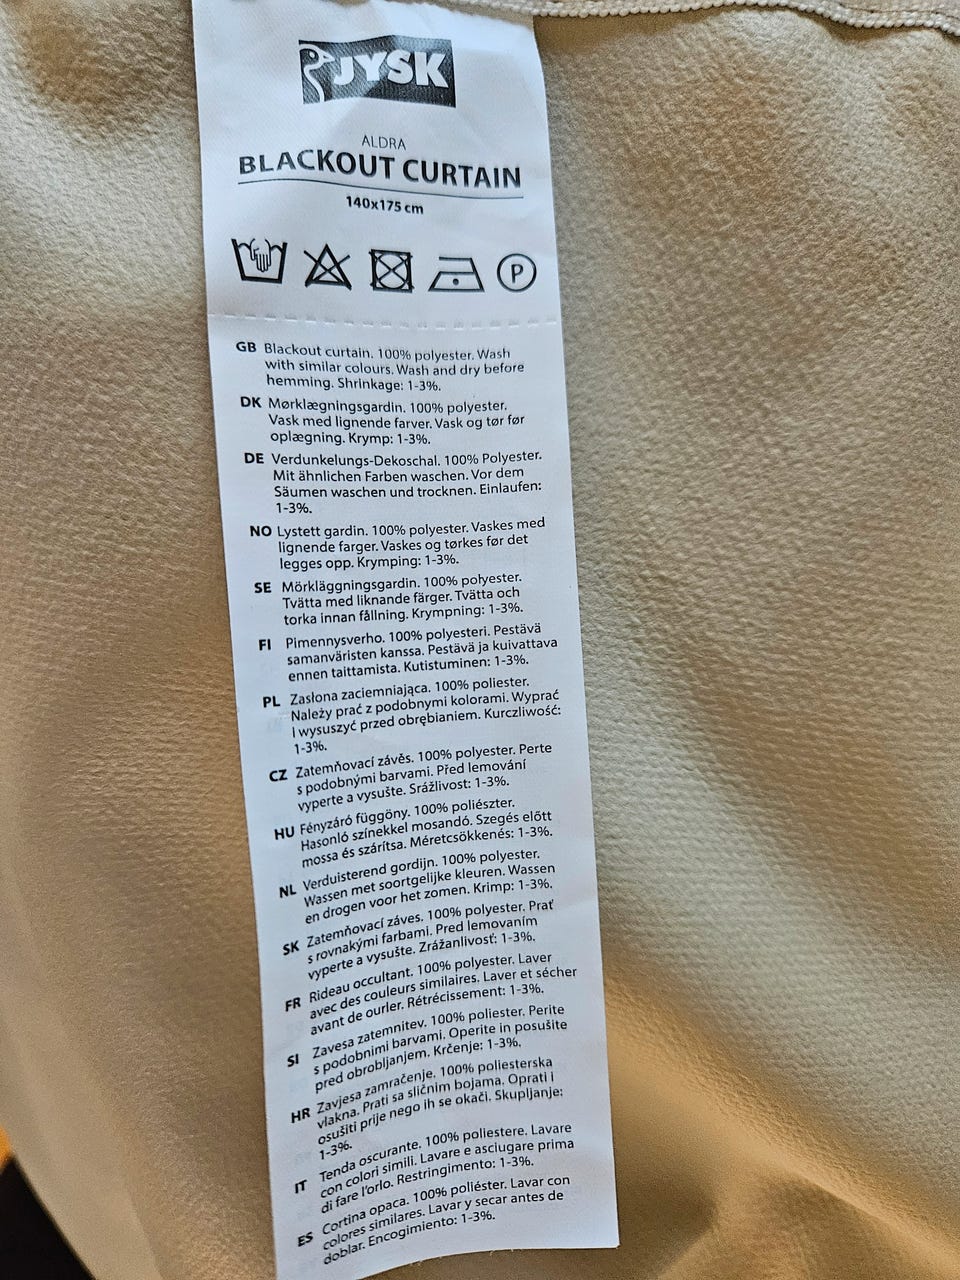 JYSK
ALDRA
BLACKOUT CURTAIN
140x175 cm
P
GB Blackout curtain. 100% polyester. Wash
with similar colours. Wash and dry before
hemming. Shrinkage: 1-3%.
DK Mørklægningsgardin. 100% polyester.
Vask med lignende farver. Vask og tør før
oplægning. Krymp: 1-3%.
DE Verdunkelungs-Dekoschal. 100% Polyester.
Mit ähnlichen Farben waschen. Vor dem
Säumen waschen und trocknen. Einlaufen:
1-3%.
NO Lystett gardin. 100% polyester. Vaskes med
lignende farger. Vaskes og tørkes før det
legges opp. Krymping: 1-3%.
SE Mörkläggningsgardin. 100% polyester.
Tvätta med liknande färger. Tvätta och
torka innan fållning. Krympning: 1-3%.
FI Pimennysverho. 100% polyesteri. Pestävä
samanväristen kanssa. Pestävä ja kuivattava
ennen taittamista. Kutistuminen: 1-3%.
PL Zasłona zaciemniająca. 100% poliester.
Należy prać z podobnymi kolorami. Wyprać
i wysuszyć przed obrębianiem. Kurczliwość:
1-3%.
CZ Zatemňovací závěs. 100% polyester. Perte
s podobnými barvami. Před lemování
vyperte a vysušte. Srážlivost: 1-3%.
HU Fényzáró függöny. 100% poliészter.
Hasonló színekkel mosandó. Szegés előtt
mossa és szárítsa. Méretcsökkenés: 1-3%.
NL Verduisterend gordijn. 100% polyester.
Wassen met soortgelijke kleuren. Wassen
en drogen voor het zomen. Krimp: 1-3%.
SK Zatemňovací záves. 100% polyester. Prať
s rovnakými farbami. Pred lemovaním
vyperte a vysušte. Zrážanlivosť: 1-3%.
FR Rideau occultant. 100% polyester. Laver
avec des couleurs similaires. Laver et sécher
avant de ourler. Rétrécissement: 1-3%.
SI Zavesa zatemnitev. 100% poliester. Perite
s podobnimi barvami. Operite in posušite
pred obrobljanjem. Krčenje: 1-3%.
HR Zavjesa zamračenje. 100% poliesterska
vlakna. Prati sa sličnim bojama. Oprati i
osušiti prije nego ih se okači. Skupljanje:
1-3%.
IT Tenda oscurante. 100% poliestere. Lavare
con colori simili. Lavare e asciugare prima
di fare l'orlo. Restringimento: 1-3%.
ES Cortina opaca. 100% poliéster. Lavar con
colores similares. Lavar y secar antes de
doblar. Encogimiento: 1-3%.